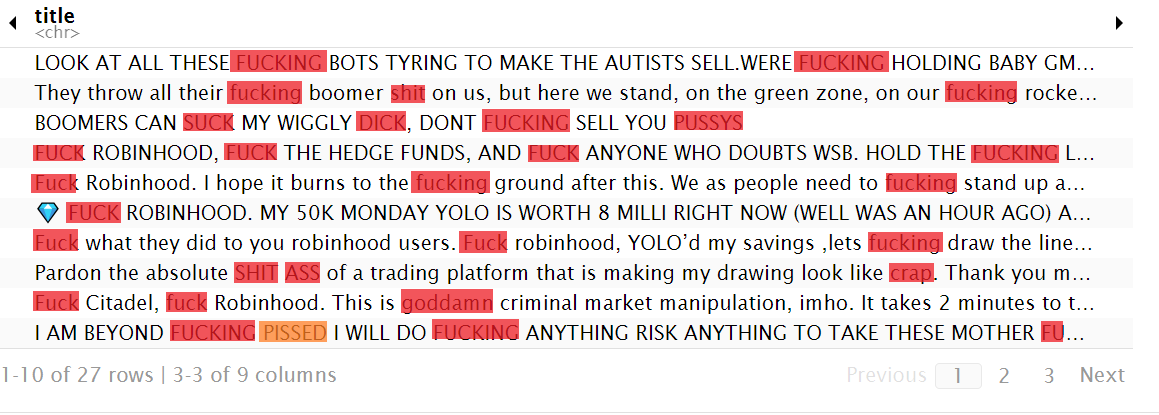 title
<chr>
LOOK AT ALL THESE FUCKING BOTS TYRING TO MAKE THE AUTISTS SELL.WERE FUCKING HOLDING BABY GM...
They throw all their fucking boomer shit on us, but here we stand, on the green zone, on our fucking rocke...
BOOMERS CAN SUCK MY WIGGLY DICK, DONT FUCKING SELL YOU PUSSYS
FUCK ROBINHOOD, FUCK THE HEDGE FUNDS, AND FUCK ANYONE WHO DOUBTS WSB. HOLD THE FUCKING L...
Fuck Robinhood. I hope it burns to the fucking ground after this. We as people need to fucking stand up a...
💎 FUCK ROBINHOOD. MY 50K MONDAY YOLO IS WORTH 8 MILLI RIGHT NOW (WELL WAS AN HOUR AGO) A...
Fuck what they did to you robinhood users. Fuck robinhood, YOLO’d my savings ,lets fucking draw the line...
Pardon the absolute SHIT ASS of a trading platform that is making my drawing look like crap. Thank you m...
Fuck Citadel, fuck Robinhood. This is goddamn criminal market manipulation, imho. It takes 2 minutes to t...
I AM BEYOND FUCKING PISSED I WILL DO FUCKING ANYTHING RISK ANYTHING TO TAKE THESE MOTHER FU...
1-10 of 27 rows | 3-3 of 9 columns Previous 1 2 3 Next